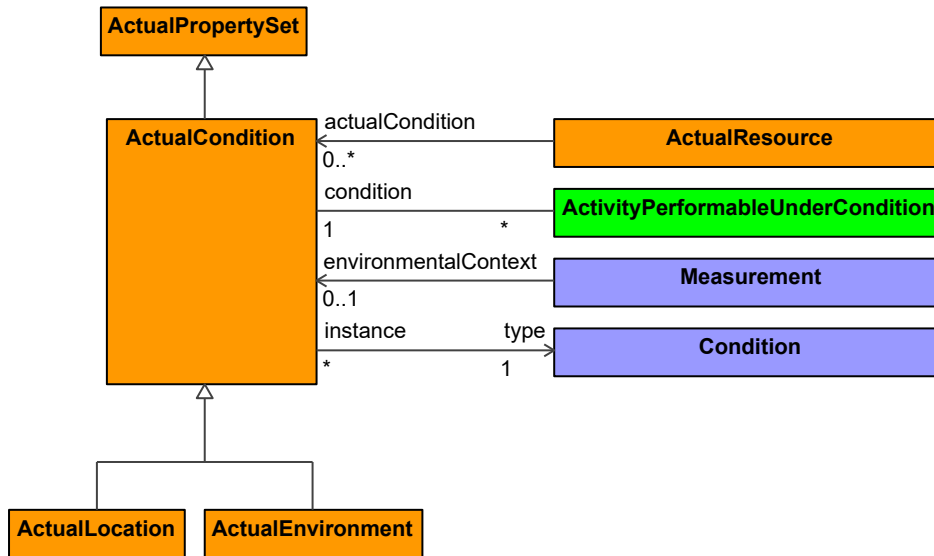 ActualPropertySet
ActualCondition
actualCondition
0..*
ActualResource
condition
1
*
ActivityPerformableUnderCondition
environmentalContext
0..1
Measurement
instance
type
*
1
Condition
ActualLocation
ActualEnvironment